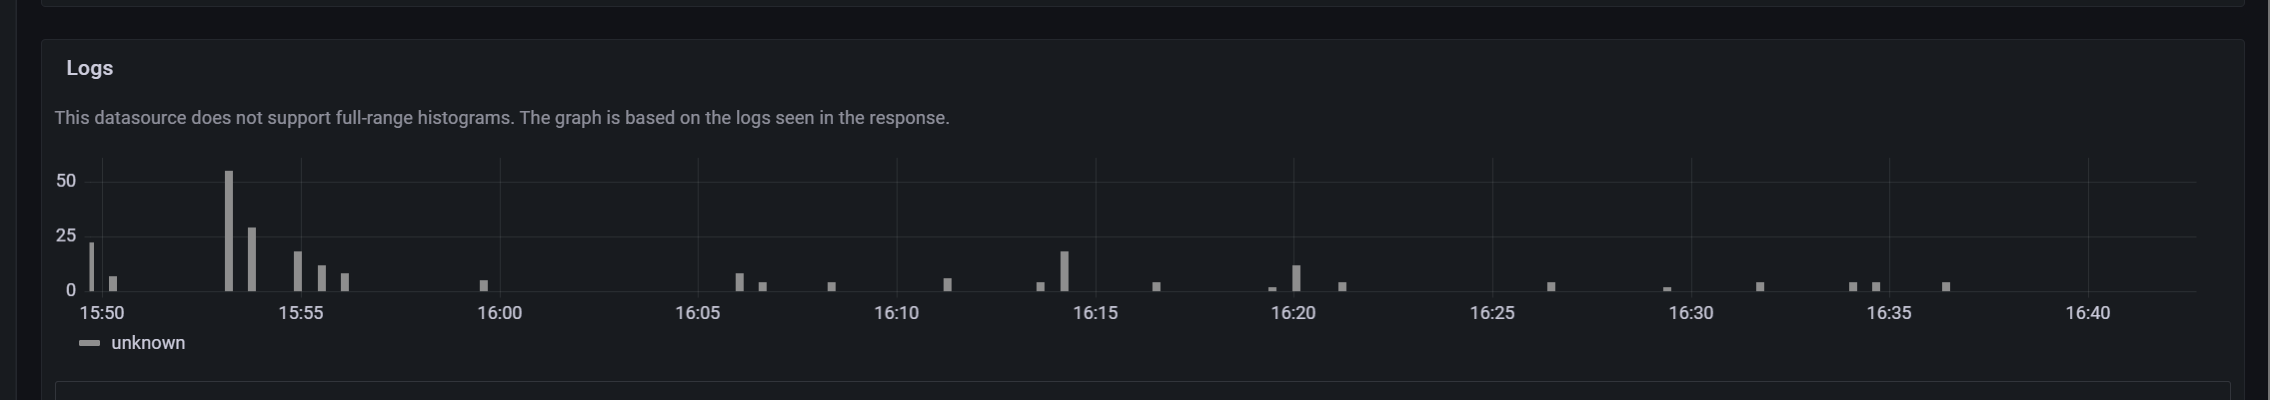 Logs
This datasource does not support full-range histograms. The graph is based on the logs seen in the response.
50
25
0
15:50 15:55 16:00 16:05 16:10 16:15 16:20 16:25 16:30 16:35 16:40
unknown